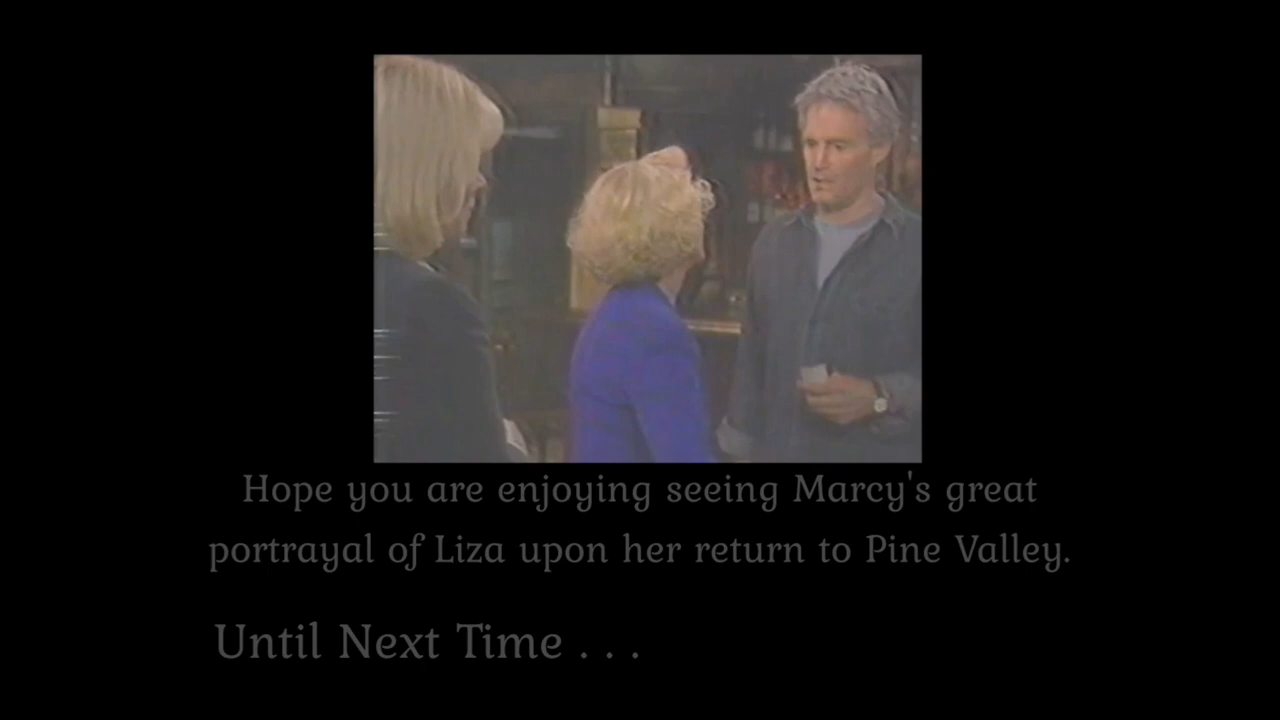 Hope you are enjoying seeing Marcy's great
portrayal of Liza upon her return to Pine Valley.
Until Next Time . . .